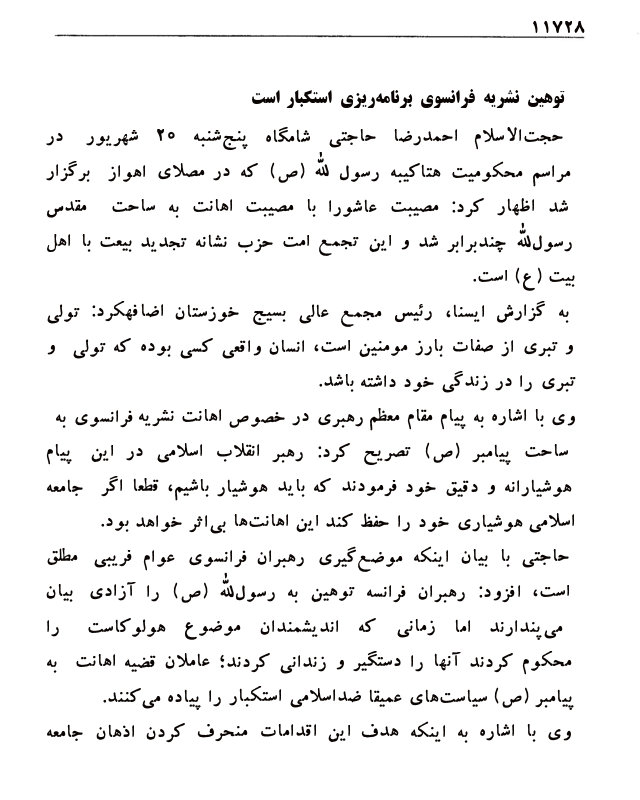 ۱۱۷۲۸
توهین نشریه فرانسوی برنامه‌ریزی استکبار است
حجت‌الاسلام احمدرضا حاجتی شامگاه پنج‌شنبه ۲۰ شهریور در
مراسم محکومیت هتاکیبه رسول لله (ص) که در مصلای اهواز برگزار
شد اظهار کرد: مصیبت عاشورا با مصیبت اهانت به ساحت مقدس
رسول‌لله چندبرابر شد و این تجمع امت حزب نشانه تجدید بیعت با اهل
بیت (ع) است.
به گزارش ایسنا، رئیس مجمع عالی بسیج خوزستان اضافهکرد: تولی
و تبری از صفات بارز مومنین است، انسان واقعی کسی بوده که تولی و
تبری را در زندگی خود داشته باشد.
وی با اشاره به پیام مقام معظم رهبری در خصوص اهانت نشریه فرانسوی به
ساحت پیامبر (ص) تصریح کرد: رهبر انقلاب اسلامی در این پیام
هوشیارانه و دقیق خود فرمودند که باید هوشیار باشیم، قطعا اگر جامعه
اسلامی هوشیاری خود را حفظ کند این اهانت‌ها بی‌اثر خواهد بود.
حاجتی با بیان اینکه موضع‌گیری رهبران فرانسوی عوام فریبی مطلق
است، افزود: رهبران فرانسه توهین به رسول‌لله (ص) را آزادی بیان
می‌پندارند اما زمانی که اندیشمندان موضوع هولوکاست را
محکوم کردند آنها را دستگیر و زندانی کردند؛ عاملان قضیه اهانت به
پیامبر (ص) سیاست‌های عمیقا ضداسلامی استکبار را پیاده می‌کنند.
وی با اشاره به اینکه هدف این اقدامات منحرف کردن اذهان جامعه